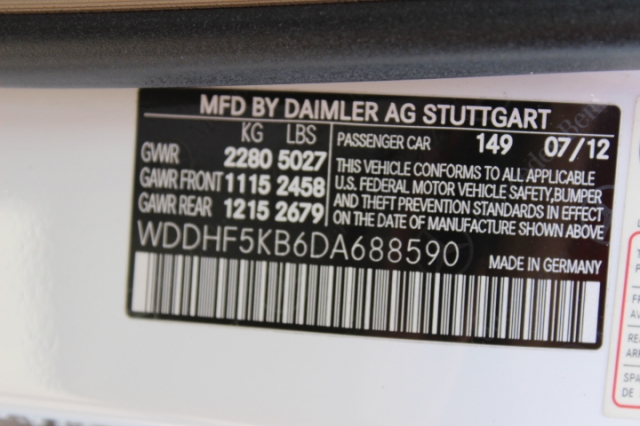 MFD BY DAIMLER AG STUTTGART
KG LBS
GVWR 2280 5027
GAWR FRONT 1115 2458
GAWR REAR 1215 2679
PASSENGER CAR 149 07/12
THIS VEHICLE CONFORMS TO ALL APPLICABLE
U.S. FEDERAL MOTOR VEHICLE SAFETY,BUMPER
AND THEFT PREVENTION STANDARDS IN EFFECT
ON THE DATE OF MANUFACTURE SHOWN ABOVE
WDDHF5KB6DA688590
MADE IN GERMANY